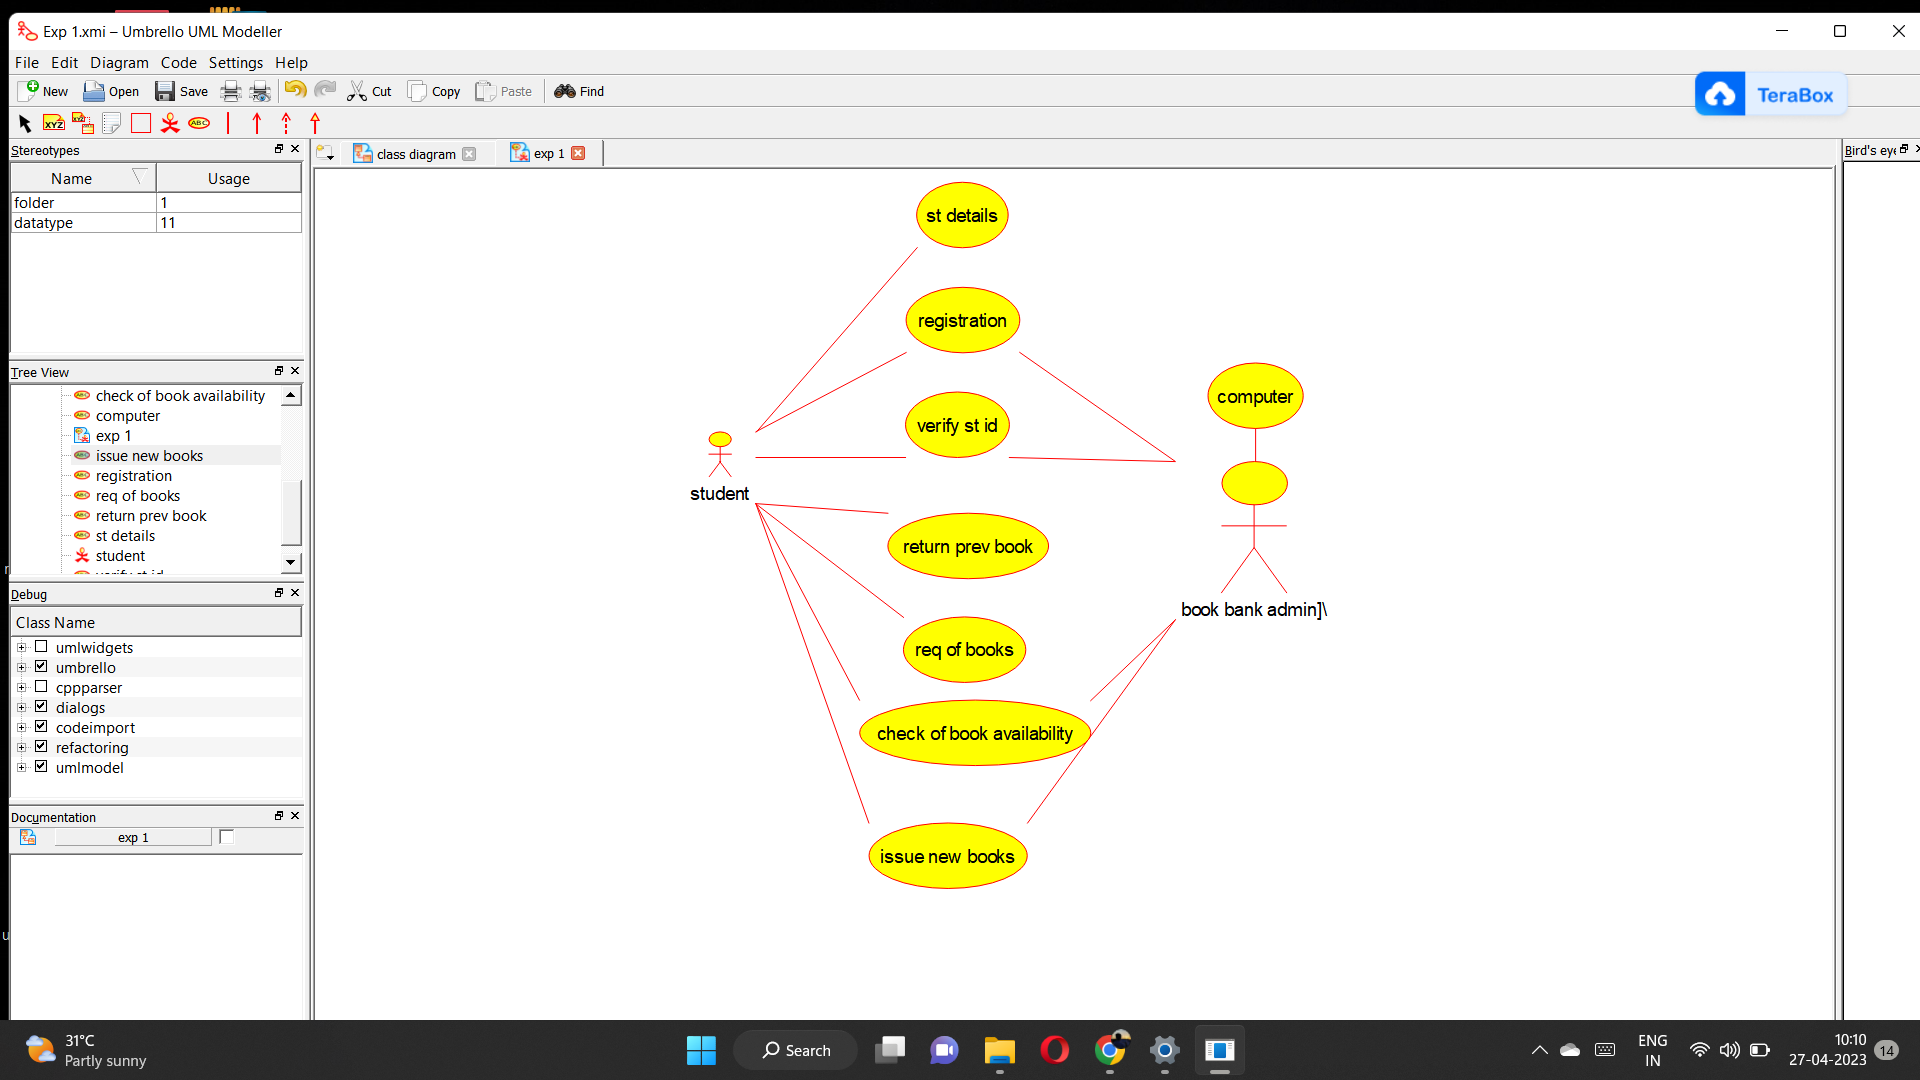 Exp 1.xmi – Umbrello UML Modeller
File Edit Diagram Code Settings Help
New Open Save Cut Copy Paste Find
TeraBox
XYZ XYZ ABC
Stereotypes
Name Usage
folder 1
datatype 11
Tree View
check of book availability
computer
exp 1
issue new books
registration
req of books
return prev book
st details
student
Debug
Class Name
umlwidgets
umbrello
cppparser
dialogs
codeimport
refactoring
umlmodel
Documentation
exp 1
class diagram
exp 1
Bird's eye
st details
registration
verify st id
computer
student
return prev book
book bank admin]\
req of books
check of book availability
issue new books
31°C
Partly sunny
Search
ENG
IN
10:10
27-04-2023
14